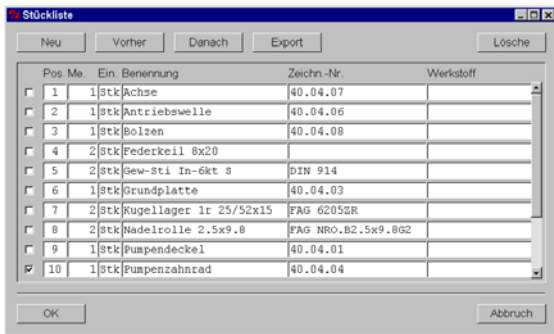 Stückliste
Neu Vorher Danach Export Lösche
Pos. Me. Ein. Benennung Zeichn.-Nr. Werkstoff
1 1 Stk Achse 40.04.07
2 1 Stk Antriebswelle 40.04.06
3 1 Stk Bolzen 40.04.08
4 2 Stk Federkeil 8x20
5 2 Stk Gew-Sti In-6kt S DIN 914
6 1 Stk Grundplatte 40.04.03
7 2 Stk Kugellager 1r 25/52x15 FAG 6205ZR
8 2 Stk Nadelrolle 2.5x9.8 FAG NRO.B2.5x9.8G2
9 1 Stk Pumpendeckel 40.04.01
10 1 Stk Pumpenzahnrad 40.04.04
OK Abbruch